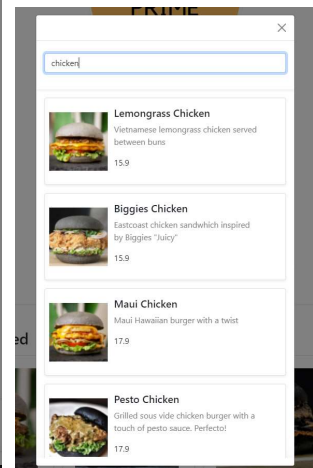 PRIME
×
chicken
Lemongrass Chicken
Vietnamese lemongrass chicken served
between buns
15.9
Biggies Chicken
Eastcoast chicken sandwhich inspired
by Biggies "Juicy"
15.9
Maui Chicken
Maui Hawaiian burger with a twist
17.9
ed
Pesto Chicken
Grilled sous vide chicken burger with a
touch of pesto sauce. Perfecto!
17.9